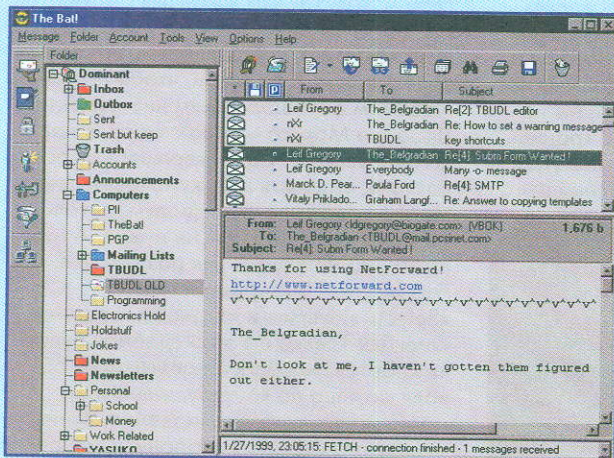 The Bat!
Message Folder Account Tools View Options Help
Folder
Dominant
Inbox
Outbox
Sent
Sent but keep
Trash
Accounts
Announcements
Computers
PII
TheBat!
PGP
Mailing Lists
TBUDL
TBUDL OLD
Programming
Electronics Hold
Holdstuff
Jokes
News
Newsletters
Personal
School
Money
Work Related
YASUKO
* P From To Subject
Leif Gregory The_Belgradian Re[2]: TBUDL editor
nXr The_Belgradian Re: How to set a warning message
nXr TBUDL key shortcuts
Leif Gregory The_Belgradian Re[4]: Subm Form Wanted !
Leif Gregory Everybody Many -o- message
Marck D. Pear... Paula Ford Re[4]: SMTP
Vitaly Priklado... Graham Langl... Re: Answer to copying templates
From: Leif Gregory <ldgregory@biogate.com> [VBOK] 1,676 b
To: The_Belgradian <TBUDL@mail.pcsinet.com>
Subject: Re[4]: Subm Form Wanted !
Thanks for using NetForward!
http://www.netforward.com
v^v^v^v^v^v^v^v^v^v^v^v^v^v^v^v^v^v^v^v^v^
The_Belgradian,
Don't look at me, I haven't gotten them figured
out either.
1/27/1999, 23:05:15: FETCH - connection finished - 1 messages received